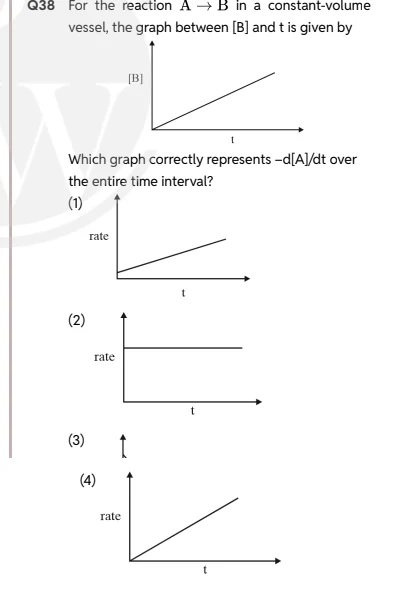 Q38 For the reaction A → B in a constant-volume
vessel, the graph between [B] and t is given by
[B]
t
Which graph correctly represents –d[A]/dt over
the entire time interval?
(1)
rate
t
(2)
rate
t
(3)
(4)
rate
t